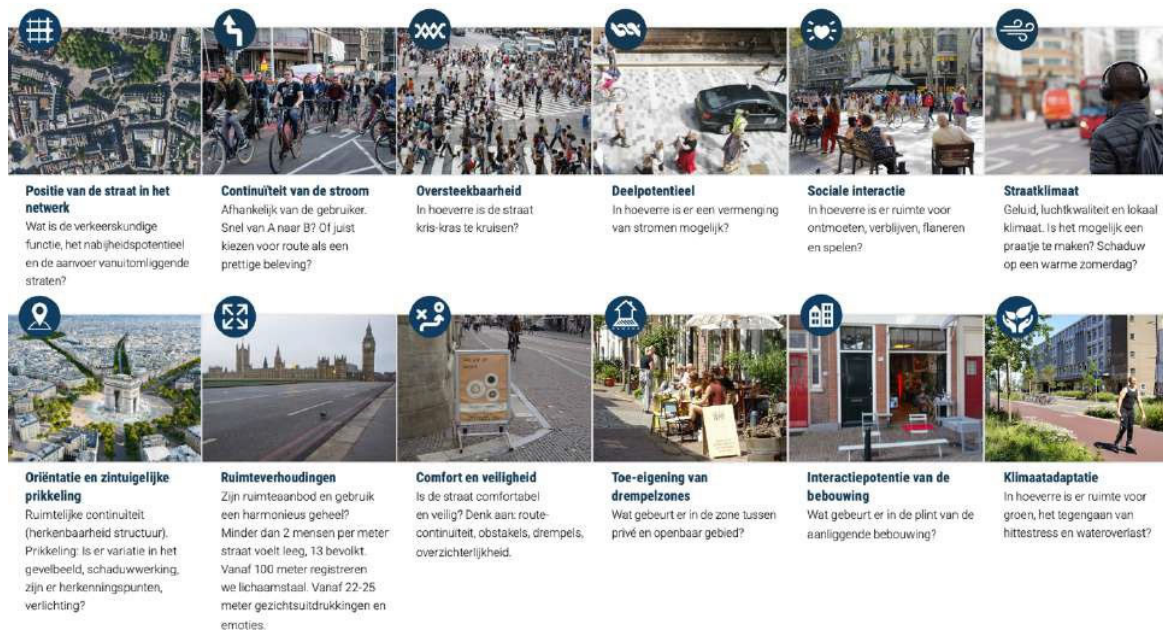 Positie van de straat in het
netwerk
Wat is de verkeerskundige
functie, het nabijheidspotentieel
en de aanvoer vanuitomliggende
straten?
Continuïteit van de stroom
Afhankelijk van de gebruiker.
Snel van A naar B? Of juist
kiezen voor route als een
prettige beleving?
Oversteekbaarheid
In hoeverre is de straat
kris-kras te kruisen?
Deelpotentieel
In hoeverre is er een vermenging
van stromen mogelijk?
Sociale interactie
In hoeverre is er ruimte voor
ontmoeten, verblijven, flaneren
en spelen?
Straatklimaat
Geluid, luchtkwaliteit en lokaal
klimaat. Is het mogelijk een
praatje te maken? Schaduw
op een warme zomerdag?
Oriëntatie en zintuigelijke
prikkeling
Ruimtelijke continuïteit
(herkenbaarheid structuur).
Prikkeling: Is er variatie in het
gevelbeeld, schaduwwerking,
zijn er herkenningspunten,
verlichting?
Ruimteverhoudingen
Zijn ruimteaanbod en gebruik
een harmonieus geheel?
Minder dan 2 mensen per meter
straat voelt leeg, 13 bevolkt.
Vanaf 100 meter registreren
we lichaamstaal. Vanaf 22-25
meter gezichtsuitdrukkingen en
emoties.
Comfort en veiligheid
Is de straat comfortabel
en veilig? Denk aan: route-
continuïteit, obstakels, drempels,
overzichterlijkheid.
Toe-eigening van
drempelzones
Wat gebeurt er in de zone tussen
privé en openbaar gebied?
Interactiepotentie van de
bebouwing
Wat gebeurt er in de plint van de
aanliggende bebouwing?
Klimaatadaptatie
In hoeverre is er ruimte voor
groen, het tegengaan van
hittestress en wateroverlast?